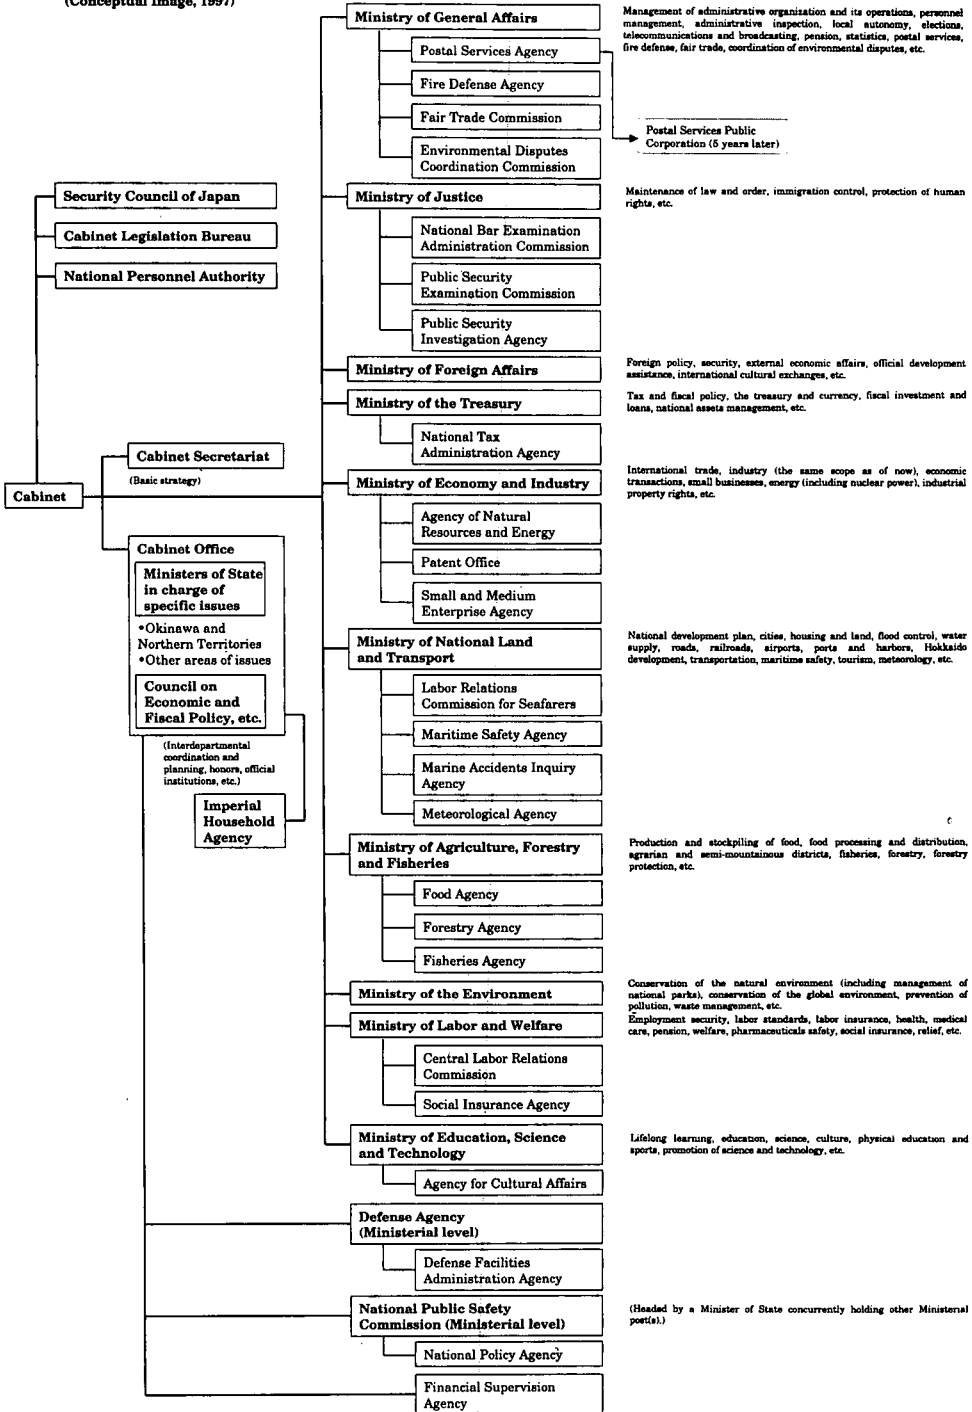 (Conceptual Image, 1997)
Ministry of General Affairs
Management of administrative organization and its operations, personnel
management, administrative inspection, local autonomy, elections,
telecommunications and broadcasting, pension, statistics, postal services,
fire defense, fair trade, coordination of environmental disputes, etc.
Postal Services Agency
Fire Defense Agency
Fair Trade Commission
Postal Services Public
Corporation (5 years later)
Environmental Disputes
Coordination Commission
Security Council of Japan
Cabinet Legislation Bureau
National Personnel Authority
Ministry of Justice
Maintenance of law and order, immigration control, protection of human
rights, etc.
National Bar Examination
Administration Commission
Public Security
Examination Commission
Public Security
Investigation Agency
Ministry of Foreign Affairs
Foreign policy, security, external economic affairs, official development
assistance, international cultural exchanges, etc.
Ministry of the Treasury
Tax and fiscal policy, the treasury and currency, fiscal investment and
loans, national assets management, etc.
National Tax
Administration Agency
Cabinet Secretariat
(Basic strategy)
Cabinet
Ministry of Economy and Industry
International trade, industry (the same scope as of now), economic
transactions, small businesses, energy (including nuclear power), industrial
property rights, etc.
Agency of Natural
Resources and Energy
Patent Office
Small and Medium
Enterprise Agency
Cabinet Office
Ministers of State
in charge of
specific issues
•Okinawa and
Northern Territories
•Other areas of issues
Council on
Economic and
Fiscal Policy, etc.
(Interdepartmental
coordination and
planning, honors, official
institutions, etc.)
Imperial
Household
Agency
Ministry of National Land
and Transport
National development plan, cities, housing and land, flood control, water
supply, roads, railroads, airports, ports and harbors, Hokkaido
development, transportation, maritime safety, tourism, meteorology, etc.
Labor Relations
Commission for Seafarers
Maritime Safety Agency
Marine Accidents Inquiry
Agency
Meteorological Agency
Ministry of Agriculture, Forestry
and Fisheries
Production and stockpiling of food, food processing and distribution,
agrarian and semi-mountainous districts, fisheries, forestry, forestry
protection, etc.
Food Agency
Forestry Agency
Fisheries Agency
Ministry of the Environment
Conservation of the natural environment (including management of
national parks), conservation of the global environment, prevention of
pollution, waste management, etc.
Ministry of Labor and Welfare
Employment security, labor standards, labor insurance, health, medical
care, pension, welfare, pharmaceuticals safety, social insurance, relief, etc.
Central Labor Relations
Commission
Social Insurance Agency
Ministry of Education, Science
and Technology
Lifelong learning, education, science, culture, physical education and
sports, promotion of science and technology, etc.
Agency for Cultural Affairs
Defense Agency
(Ministerial level)
Defense Facilities
Administration Agency
National Public Safety
Commission (Ministerial level)
(Headed by a Minister of State concurrently holding other Ministerial
post(s).)
National Policy Agency
Financial Supervision
Agency